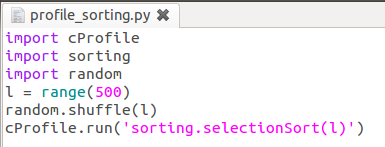 profile_sorting.py ✖
import cProfile
import sorting
import random
l = range(500)
random.shuffle(l)
cProfile.run('sorting.selectionSort(l)')